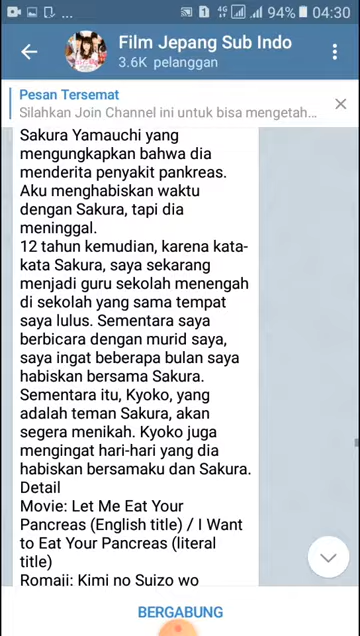 94% 04:30
Film Jepang Sub Indo
3.6K pelanggan
Pesan Tersemat
Silahkan Join Channel ini untuk bisa mengetah...
Sakura Yamauchi yang
mengungkapkan bahwa dia
menderita penyakit pankreas.
Aku menghabiskan waktu
dengan Sakura, tapi dia
meninggal.
12 tahun kemudian, karena kata-
kata Sakura, saya sekarang
menjadi guru sekolah menengah
di sekolah yang sama tempat
saya lulus. Sementara saya
berbicara dengan murid saya,
saya ingat beberapa bulan saya
habiskan bersama Sakura.
Sementara itu, Kyoko, yang
adalah teman Sakura, akan
segera menikah. Kyoko juga
mengingat hari-hari yang dia
habiskan bersamaku dan Sakura.
Detail
Movie: Let Me Eat Your
Pancreas (English title) / I Want
to Eat Your Pancreas (literal
title)
Romaji: Kimi no Suizo wo
BERGABUNG